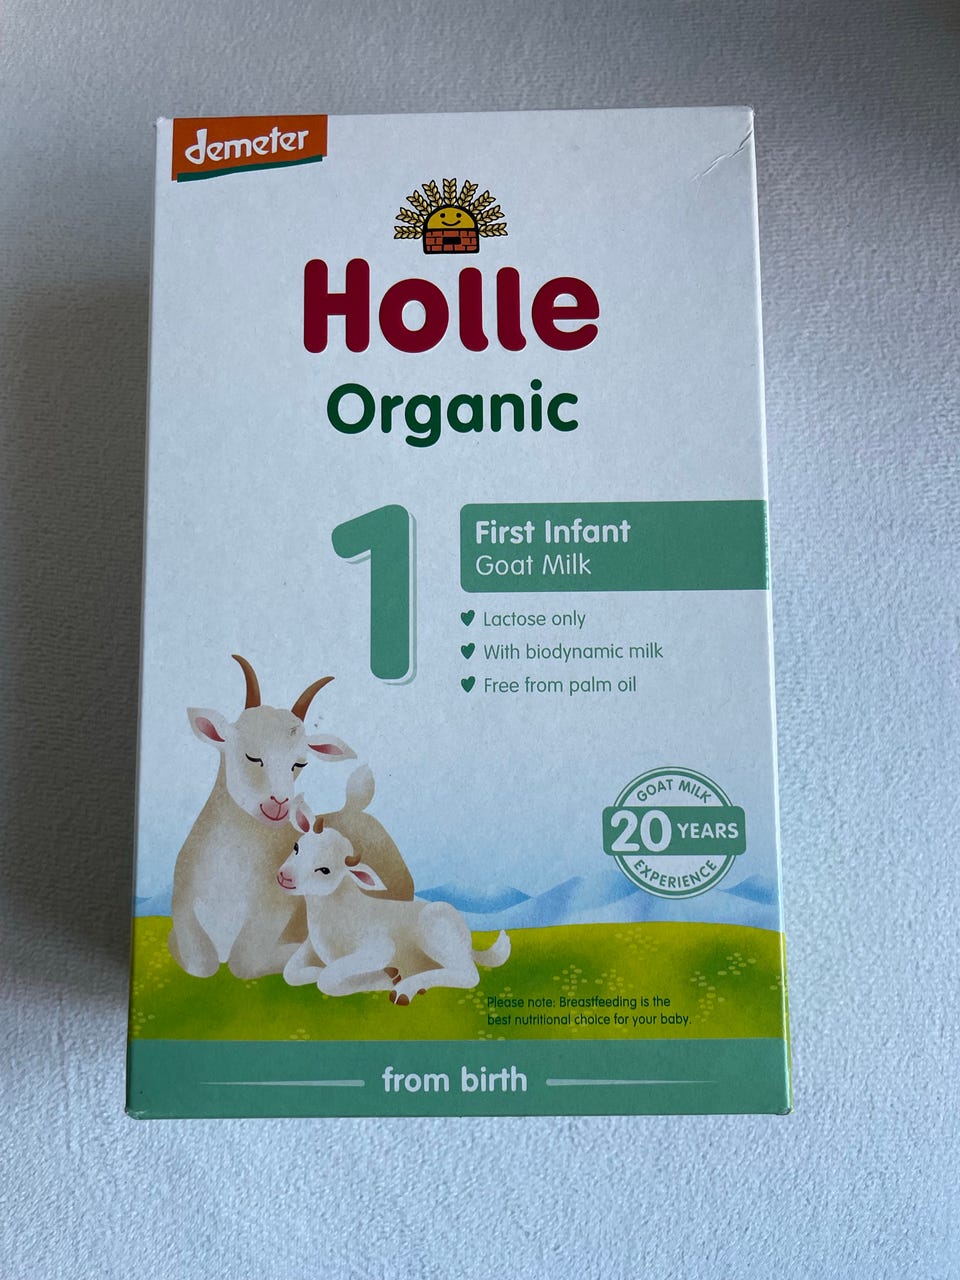 demeter
Holle
Organic
1
First Infant
Goat Milk
Lactose only
With biodynamic milk
Free from palm oil
GOAT MILK
20 YEARS
EXPERIENCE
Please note: Breastfeeding is the
best nutritional choice for your baby.
from birth